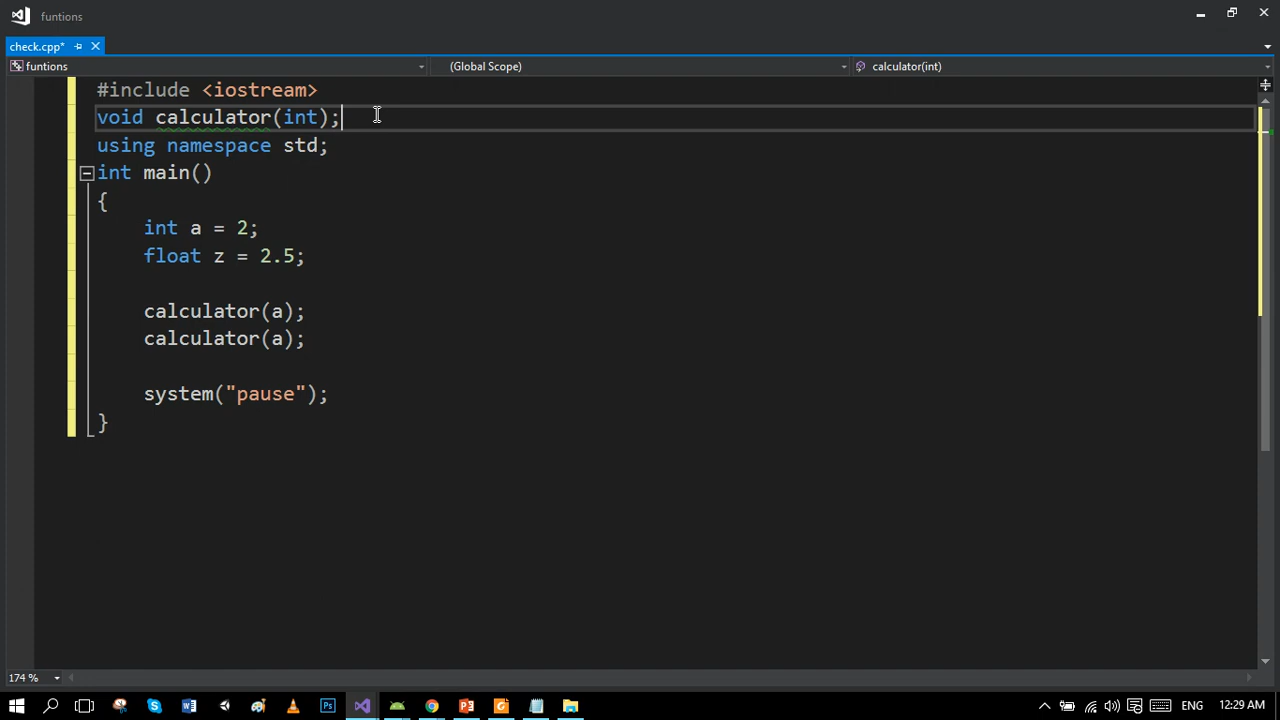 funtions
check.cpp*
funtions
(Global Scope)
calculator(int)
#include <iostream>
void calculator(int);
using namespace std;
int main()
{
int a = 2;
float z = 2.5;
calculator(a);
calculator(a);
system("pause");
}
174 %
ENG
12:29 AM